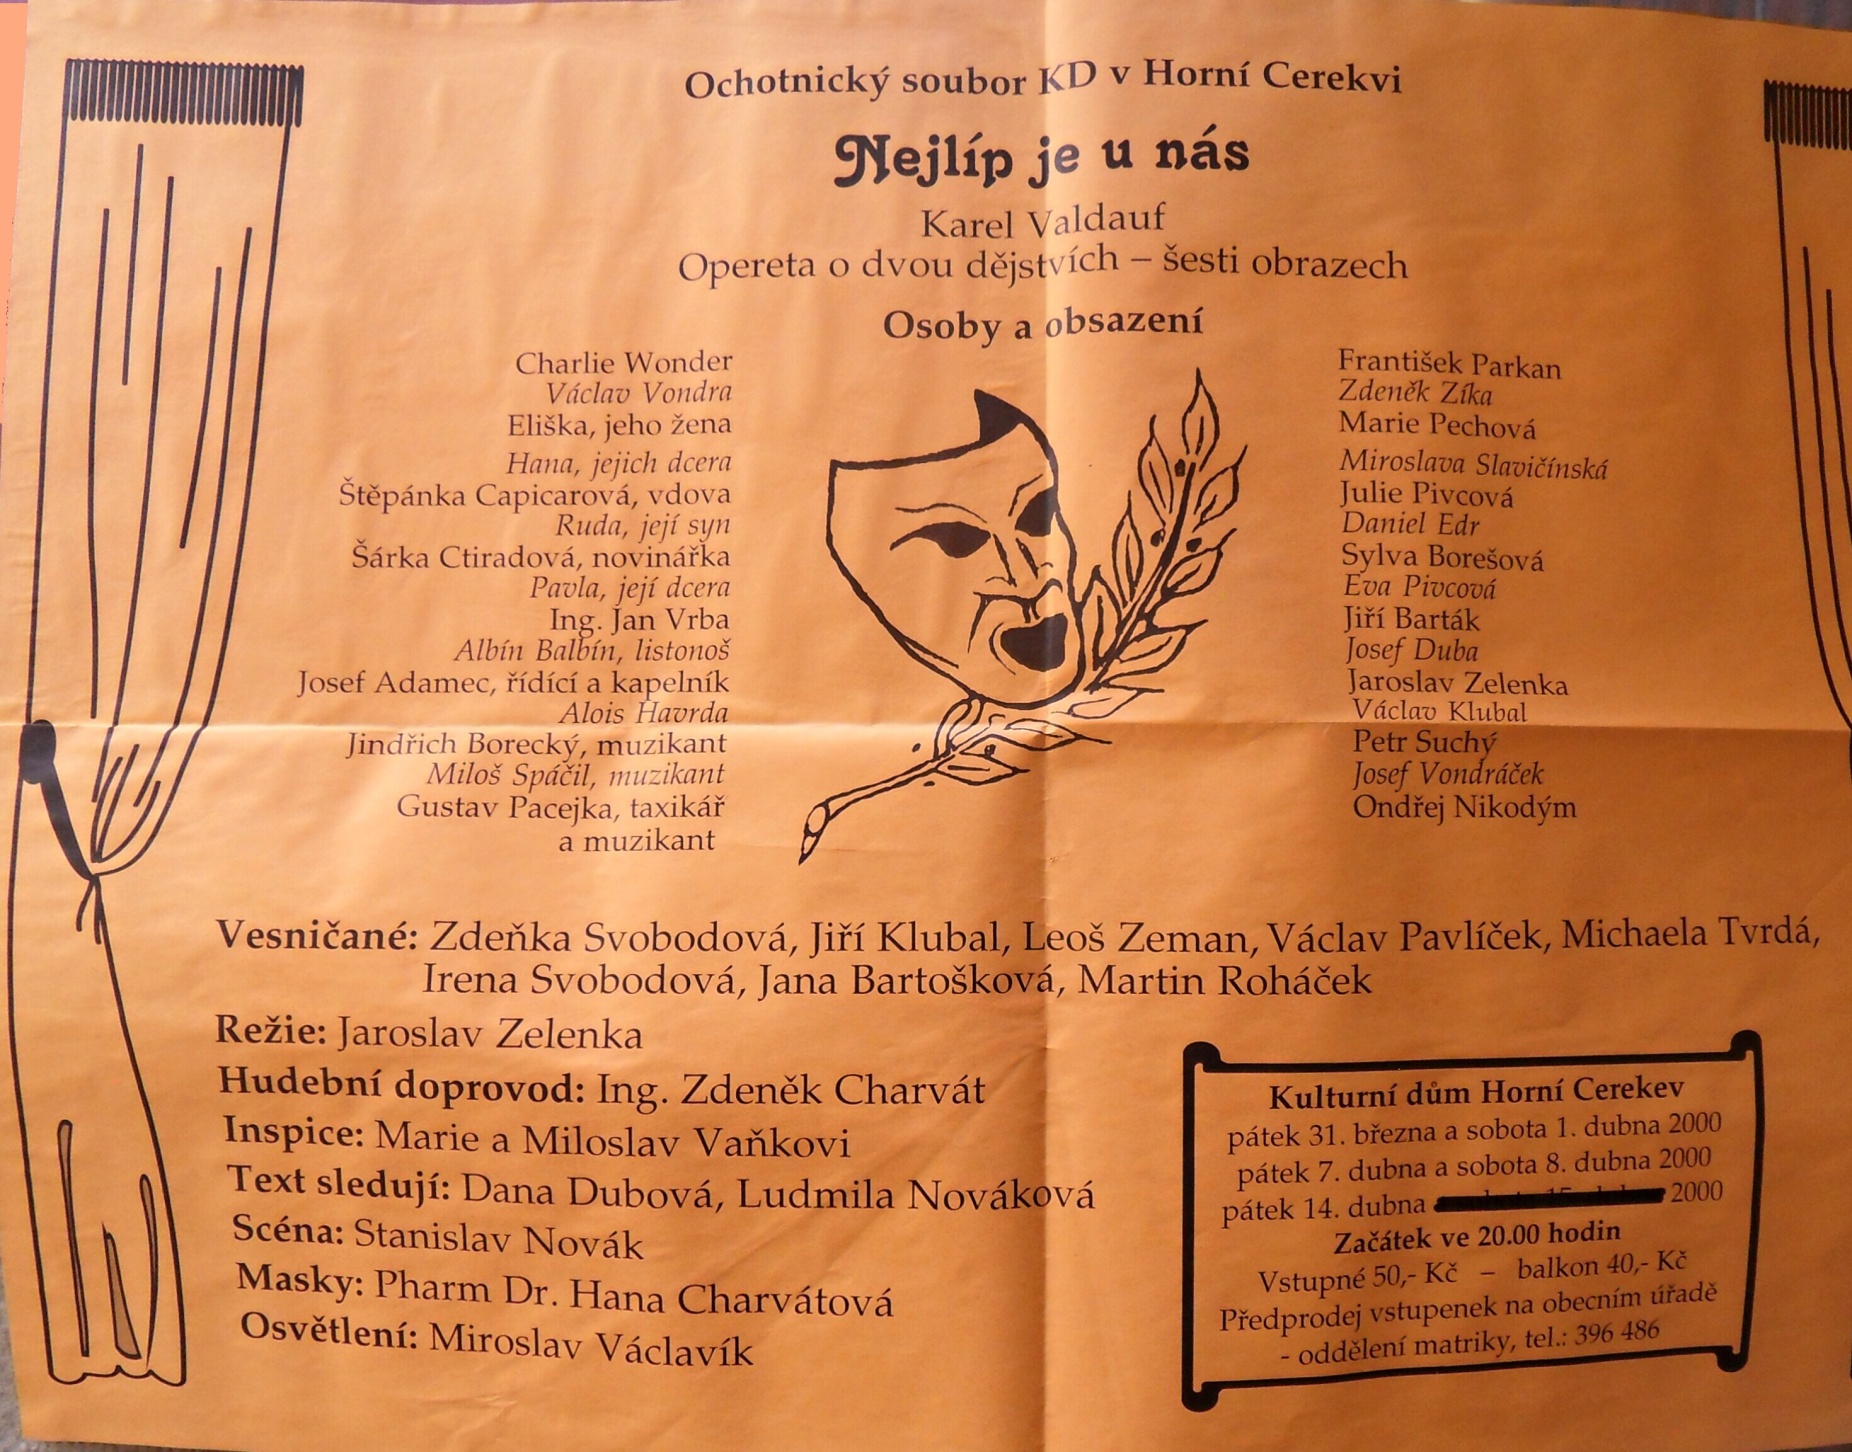 Ochotnický soubor KD v Horní Cerekvi
Nejlíp je u nás
Karel Valdauf
Opereta o dvou dějstvích – šesti obrazech
Osoby a obsazení
Charlie Wonder František Parkan
Václav Vondra Zdeněk Zíka
Eliška, jeho žena Marie Pechová
Hana, jejich dcera Miroslava Slavičínská
Štěpánka Capicarová, vdova Julie Pivcová
Ruda, její syn Daniel Edr
Šárka Ctiradová, novinářka Sylva Borešová
Pavla, její dcera Eva Pivcová
Ing. Jan Vrba Jiří Barták
Albín Balbín, listonoš Josef Duba
Josef Adamec, řídící a kapelník Jaroslav Zelenka
Alois Havrda Václav Klubal
Jindřich Borecký, muzikant Petr Suchý
Miloš Spáčil, muzikant Josef Vondráček
Gustav Pacejka, taxikář Ondřej Nikodým
a muzikant
Vesničané: Zdeňka Svobodová, Jiří Klubal, Leoš Zeman, Václav Pavlíček, Michaela Tvrdá,
Irena Svobodová, Jana Bartošková, Martin Roháček
Režie: Jaroslav Zelenka
Hudební doprovod: Ing. Zdeněk Charvát
Inspice: Marie a Miloslav Vaňkovi
Text sledují: Dana Dubová, Ludmila Nováková
Scéna: Stanislav Novák
Masky: Pharm Dr. Hana Charvátová
Osvětlení: Miroslav Václavík
Kulturní dům Horní Cerekev
pátek 31. března a sobota 1. dubna 2000
pátek 7. dubna a sobota 8. dubna 2000
pátek 14. dubna 2000
Začátek ve 20.00 hodin
Vstupné 50,- Kč – balkon 40,- Kč
Předprodej vstupenek na obecním úřadě
- oddělení matriky, tel.: 396 486